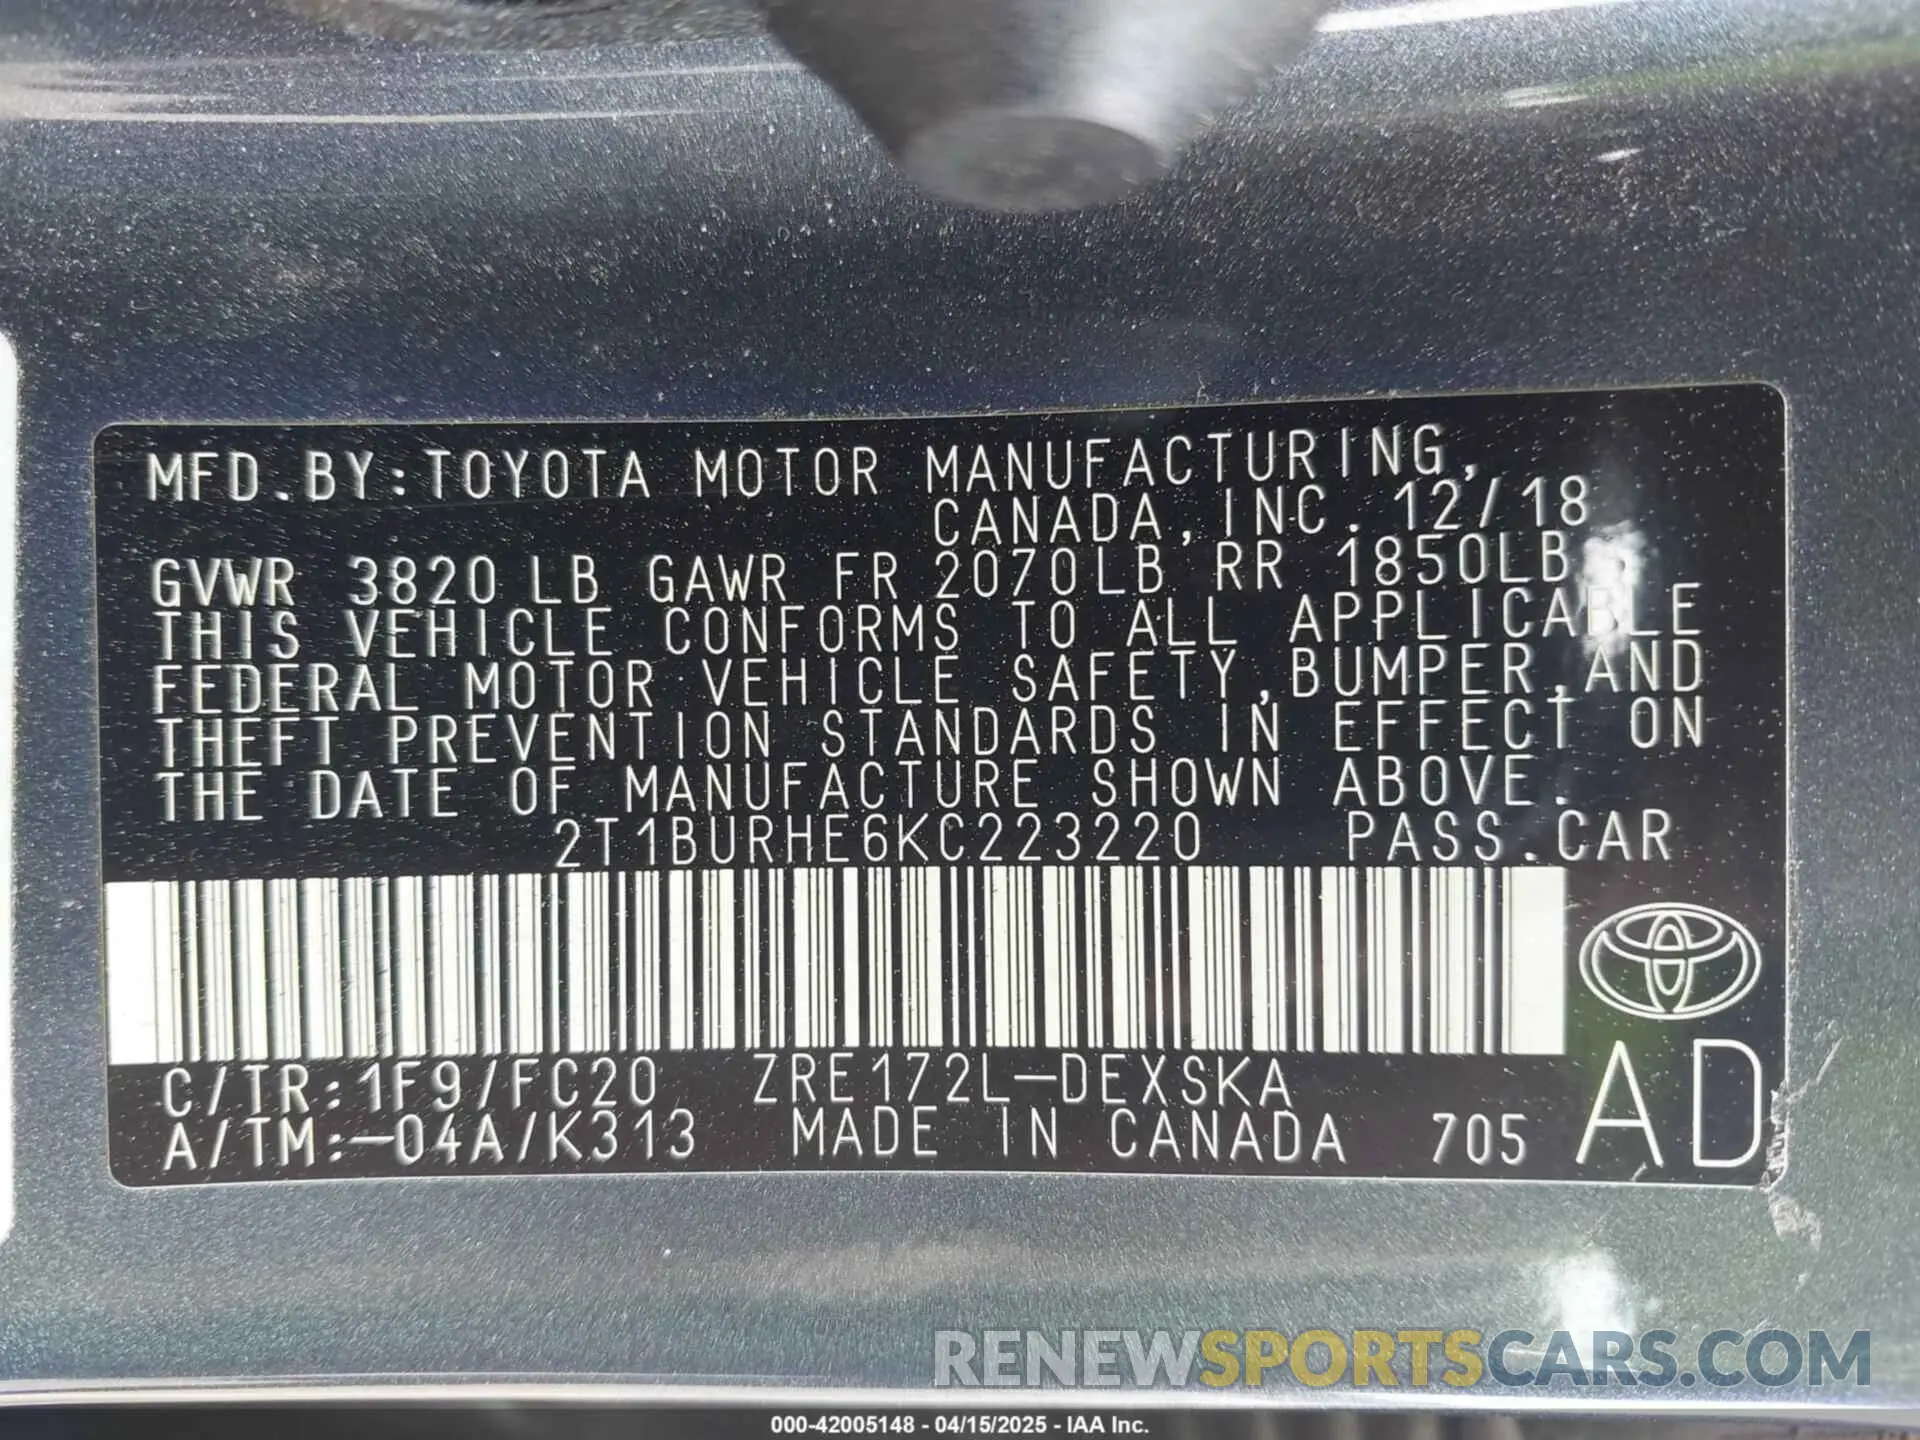 MFD.BY:TOYOTA MOTOR MANUFACTURING,
CANADA,INC. 12/18
GVWR 3820 LB GAWR FR 2070LB RR 1850LB
THIS VEHICLE CONFORMS TO ALL APPLICABLE
FEDERAL MOTOR VEHICLE SAFETY,BUMPER,AND
THEFT PREVENTION STANDARDS IN EFFECT ON
THE DATE OF MANUFACTURE SHOWN ABOVE.
2T1BURHE6KC223220 PASS.CAR
C/TR:1F9/FC20 ZRE172L-DEXSKA
A/TM:-04A/K313 MADE IN CANADA 705 AD
RENEWSPORTSCARS.COM
000-42005148 - 04/15/2025 - IAA Inc.